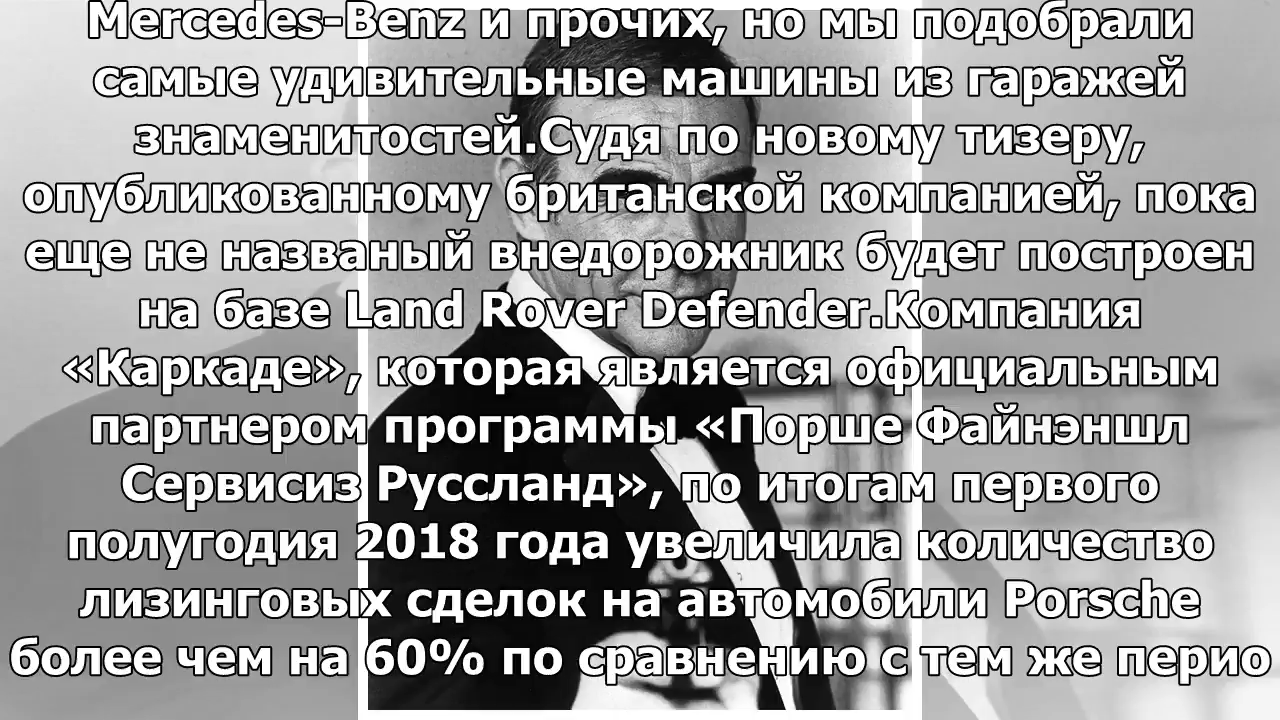 Mercedes-Benz и прочих, но мы подобрали
самые удивительные машины из гаражей
знаменитостей.Судя по новому тизеру,
опубликованному британской компанией, пока
еще не названый внедорожник будет построен
на базе Land Rover Defender.Компания
«Каркаде», которая является официальным
партнером программы «Порше Файнэншл
Сервисиз Руссланд», по итогам первого
полугодия 2018 года увеличила количество
лизинговых сделок на автомобили Porsche
более чем на 60% по сравнению с тем же перио